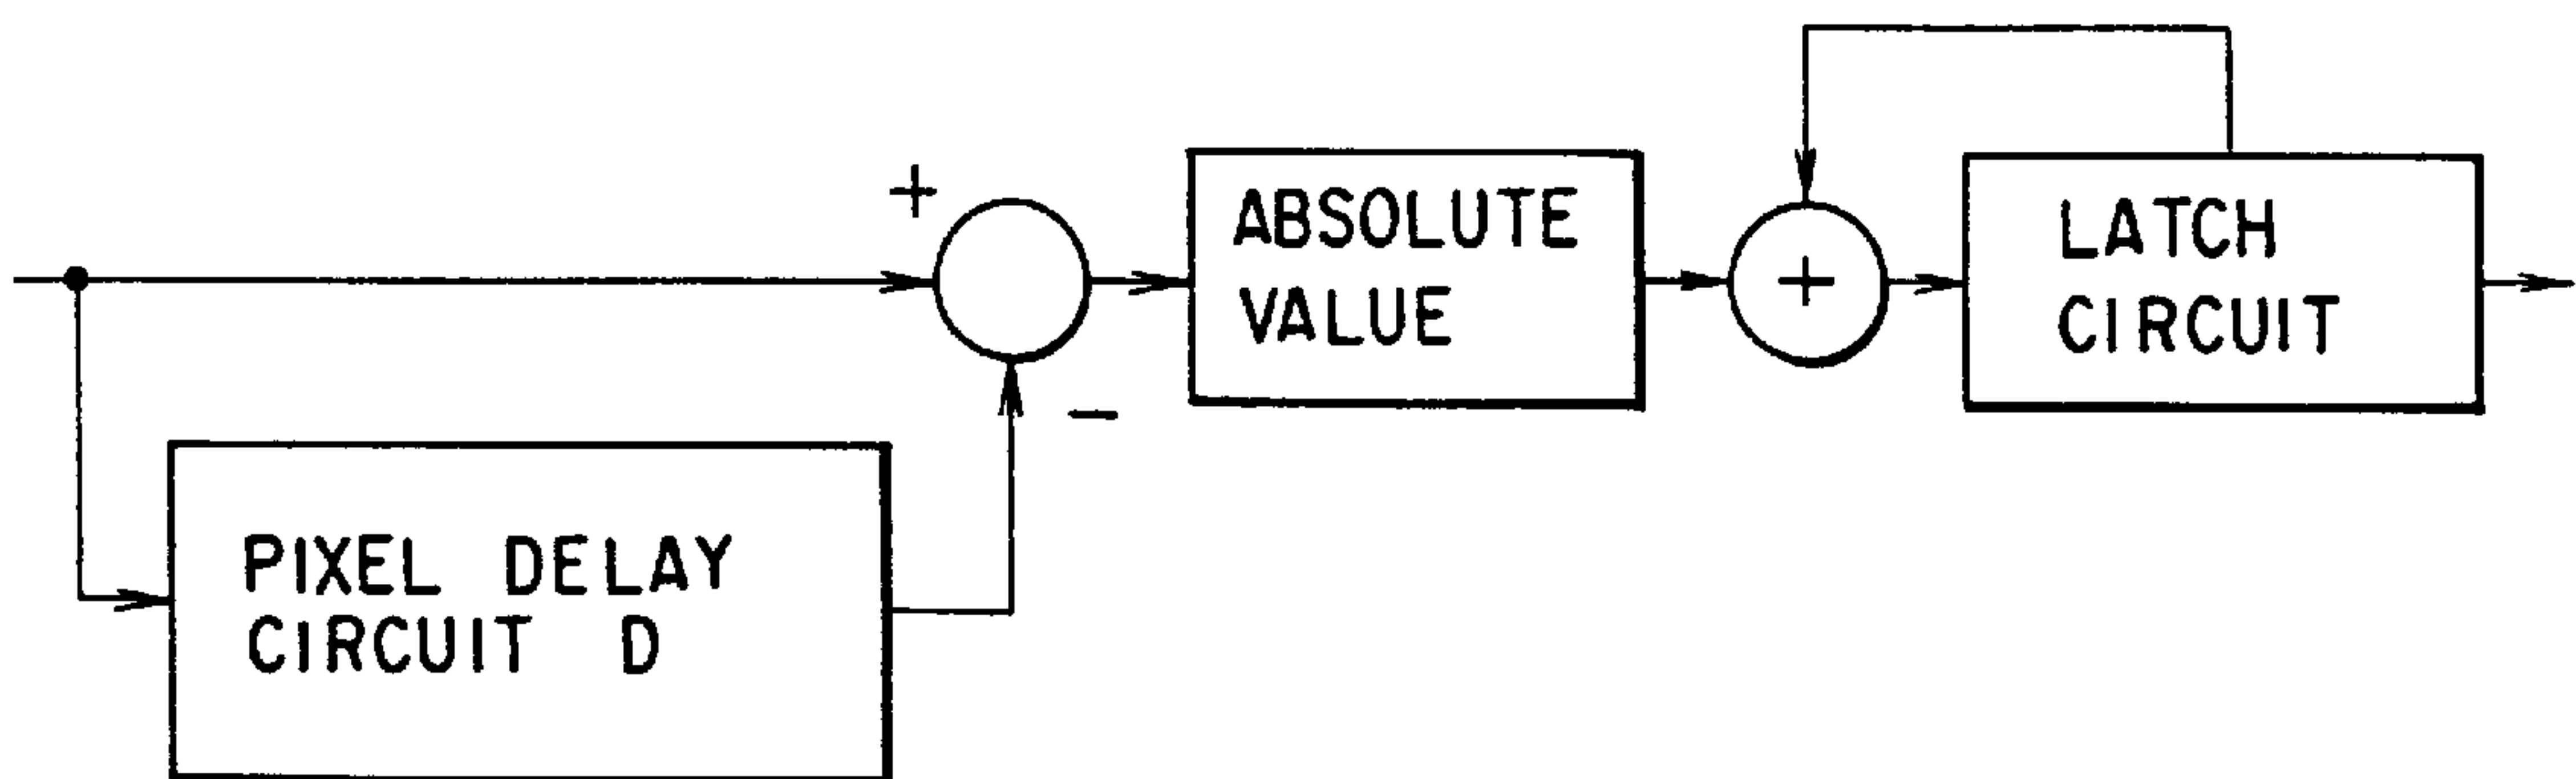 +
ABSOLUTE
VALUE
+
LATCH
CIRCUIT
−
PIXEL DELAY
CIRCUIT D